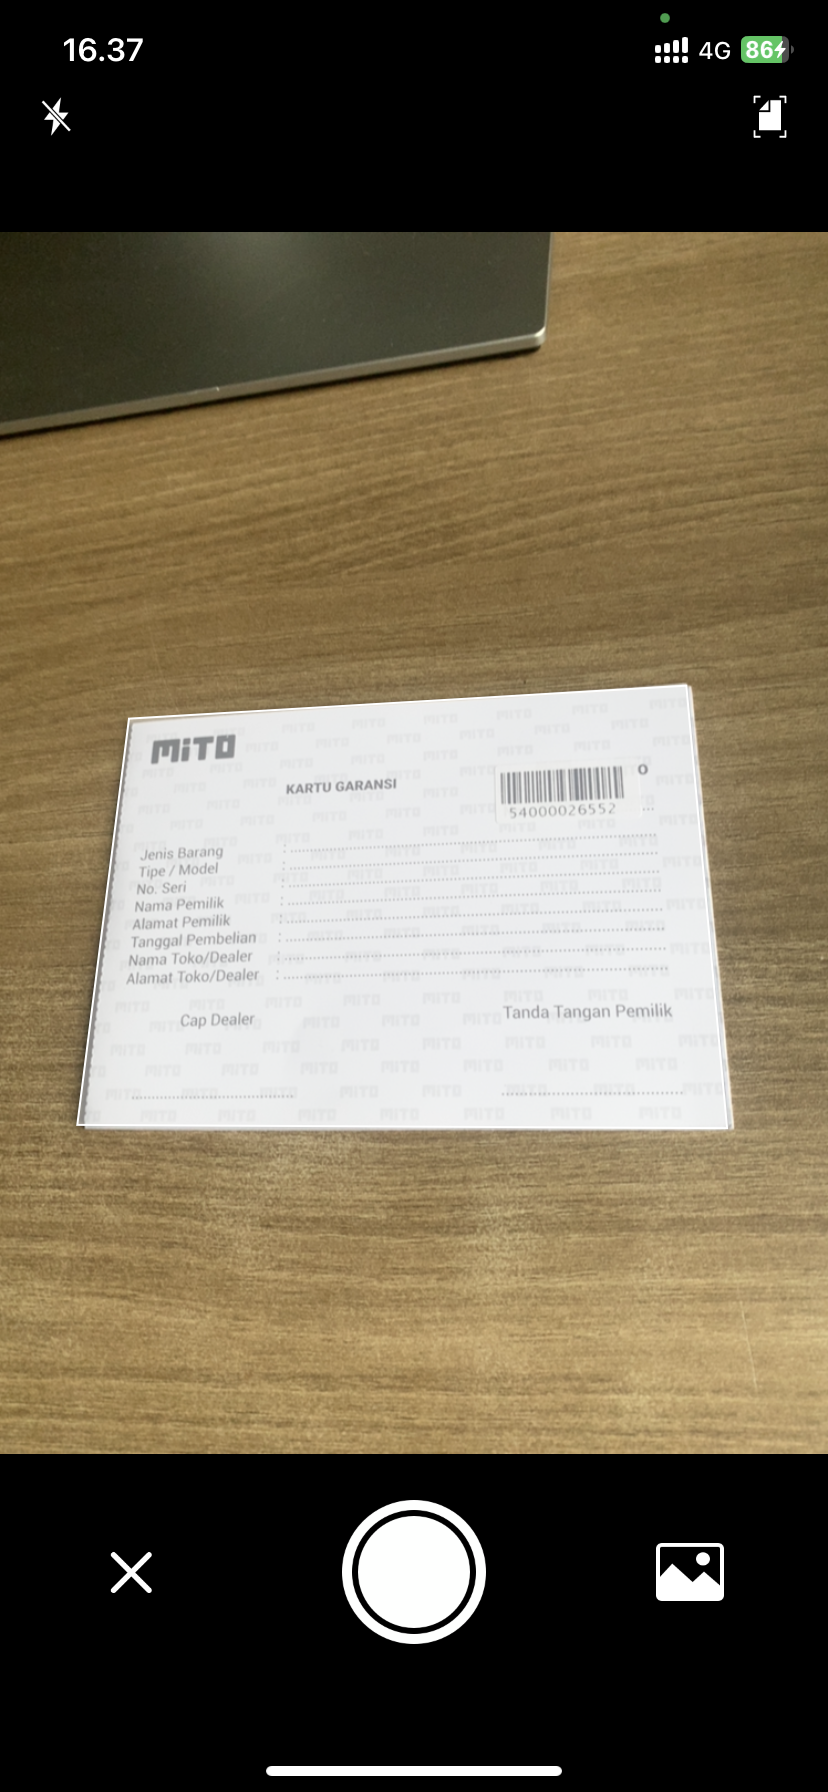 16.37
4G 86
MITO
KARTU GARANSI
O
54000026552
Jenis Barang :
Tipe / Model :
No. Seri :
Nama Pemilik :
Alamat Pemilik :
Tanggal Pembelian :
Nama Toko/Dealer :
Alamat Toko/Dealer :
Cap Dealer
Tanda Tangan Pemilik